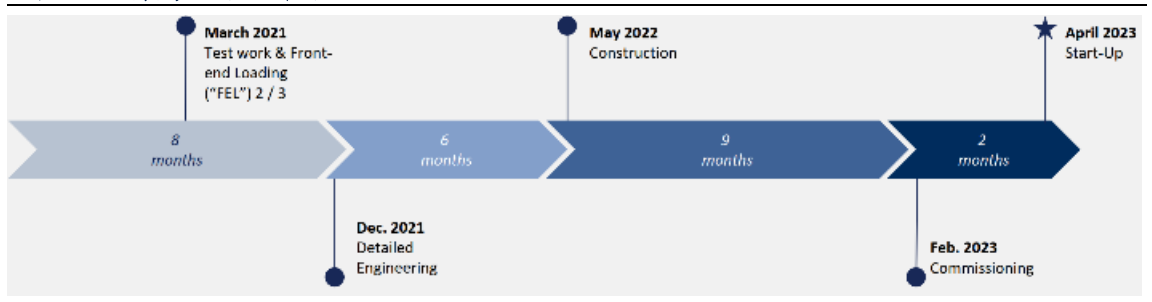 March 2021
Test work & Front-
end Loading
("FEL") 2 / 3
May 2022
Construction
April 2023
Start-Up
8
months
6
months
9
months
2
months
Dec. 2021
Detailed
Engineering
Feb. 2023
Commissioning